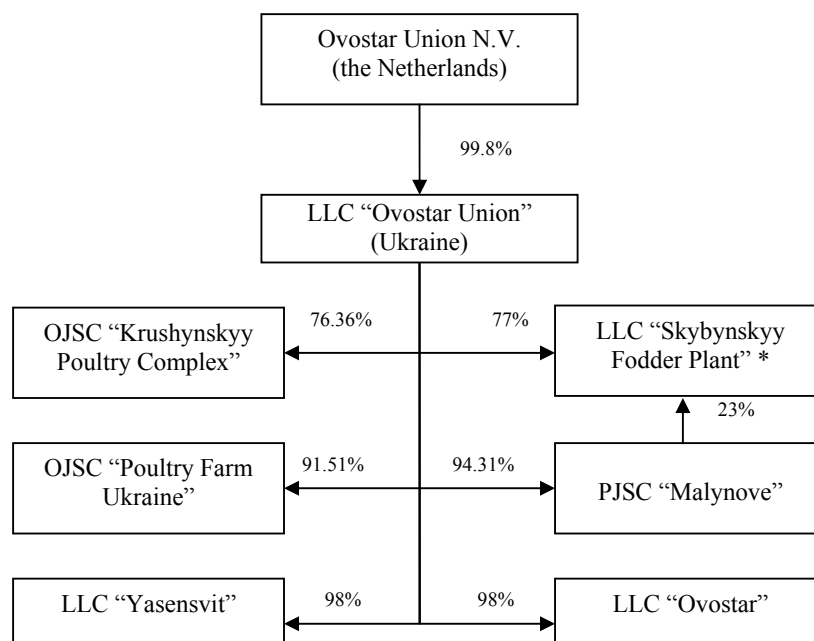 Ovostar Union N.V.
(the Netherlands)
99.8%
LLC “Ovostar Union”
(Ukraine)
OJSC “Krushynskyy
Poultry Complex”
76.36%
77%
LLC “Skybynskyy
Fodder Plant” *
23%
OJSC “Poultry Farm
Ukraine”
91.51%
94.31%
PJSC “Malynove”
LLC “Yasensvit”
98%
98%
LLC “Ovostar”